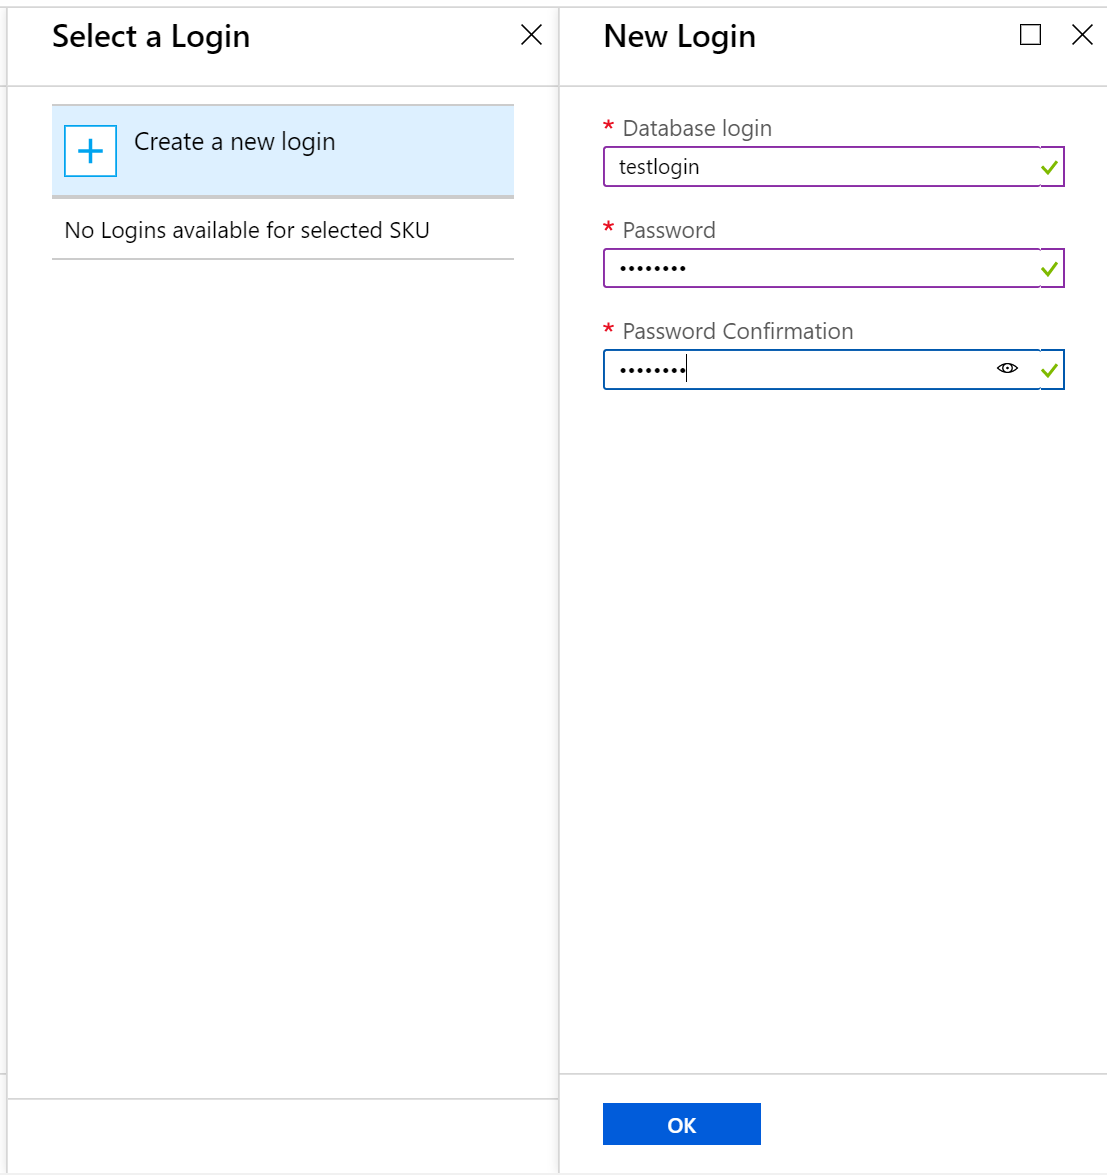 Select a Login
Create a new login
No Logins available for selected SKU
New Login
* Database login
testlogin
* Password
••••••••
* Password Confirmation
••••••••
OK